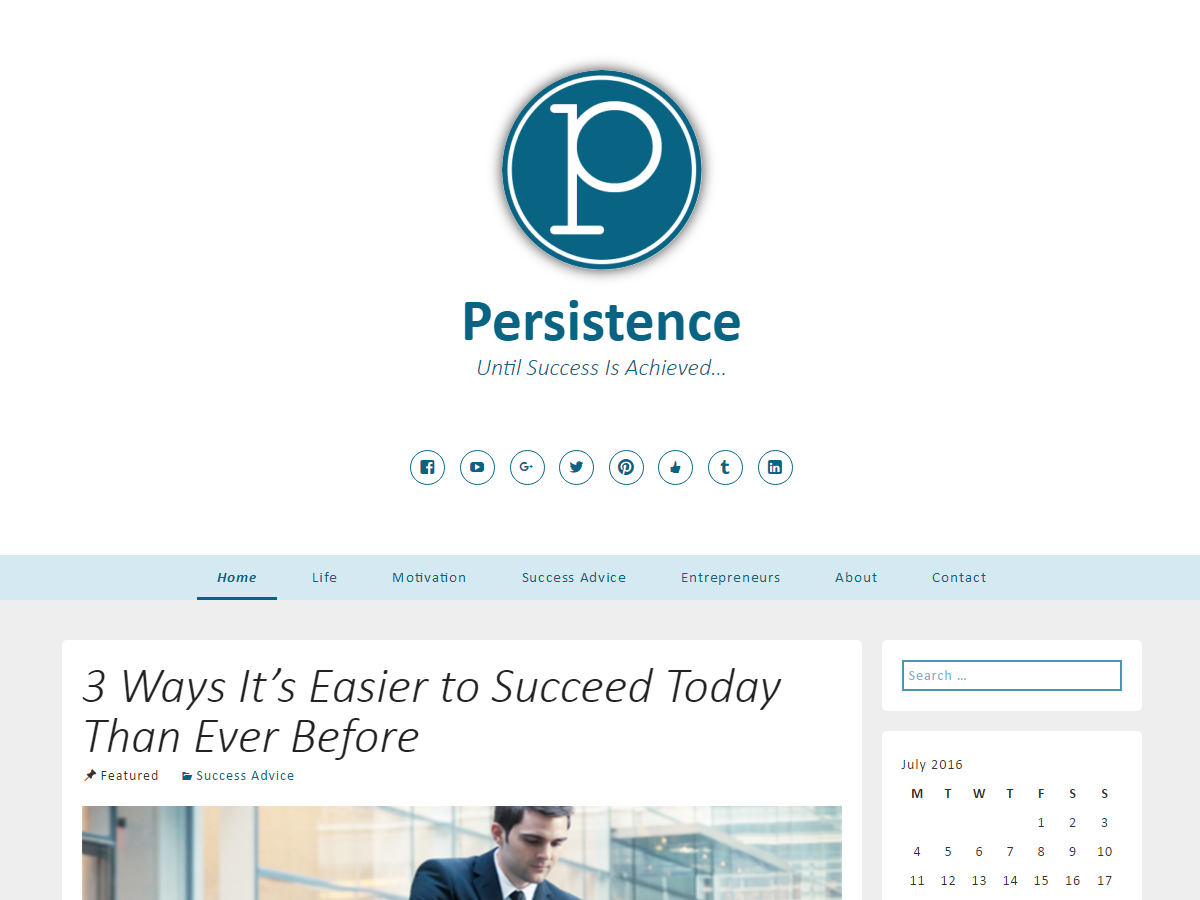 p
Persistence
Until Success Is Achieved...
Home Life Motivation Success Advice Entrepreneurs About Contact
3 Ways It’s Easier to Succeed Today
Than Ever Before
Featured Success Advice
Search ...
July 2016
M T W T F S S
1 2 3
4 5 6 7 8 9 10
11 12 13 14 15 16 17